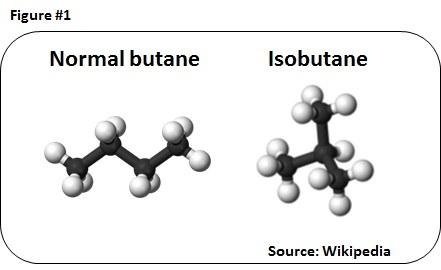 Figure #1
Normal butane
Isobutane
Source: Wikipedia